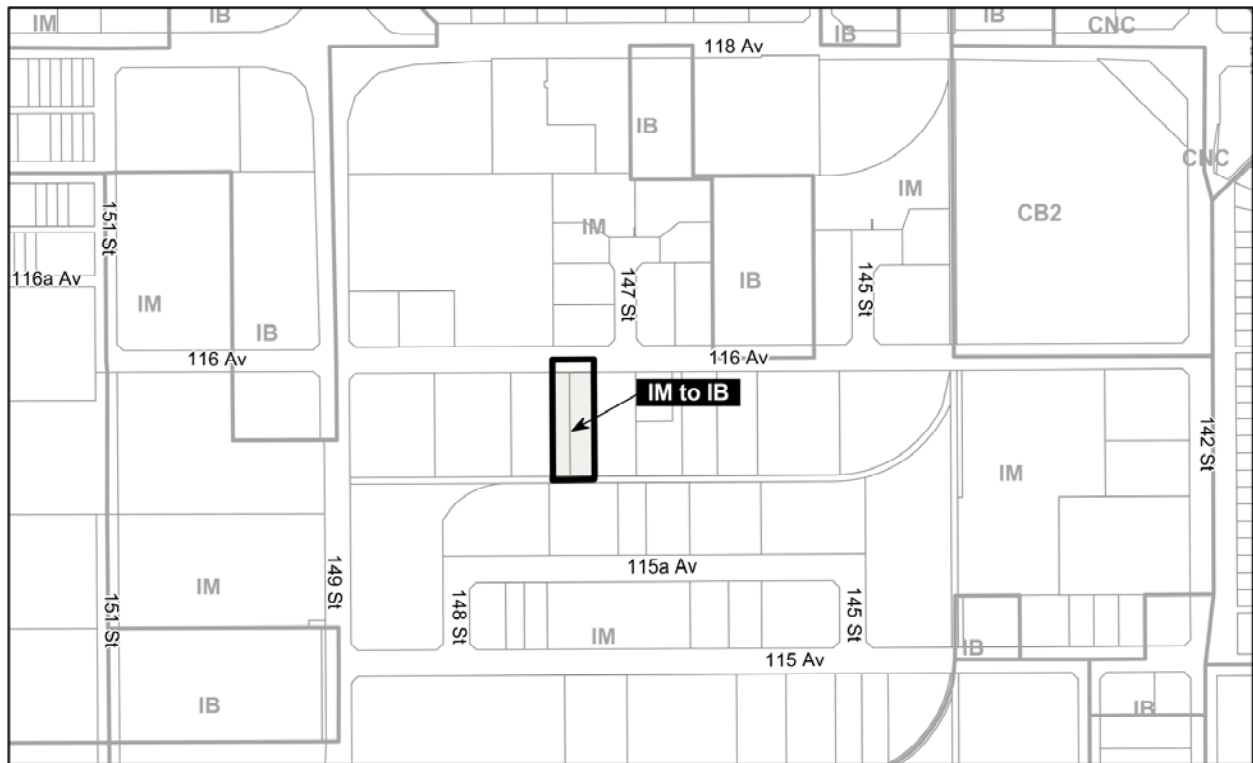 IM
IB
IB
IB
CNC
118 Av
IB
CNC
IM
CB2
151 St
IM
116a Av
IM
IB
147 St
IB
145 St
116 Av
116 Av
IM to IB
142 St
IM
149 St
115a Av
IM
151 St
148 St
IM
145 St
IB
115 Av
IB
IB